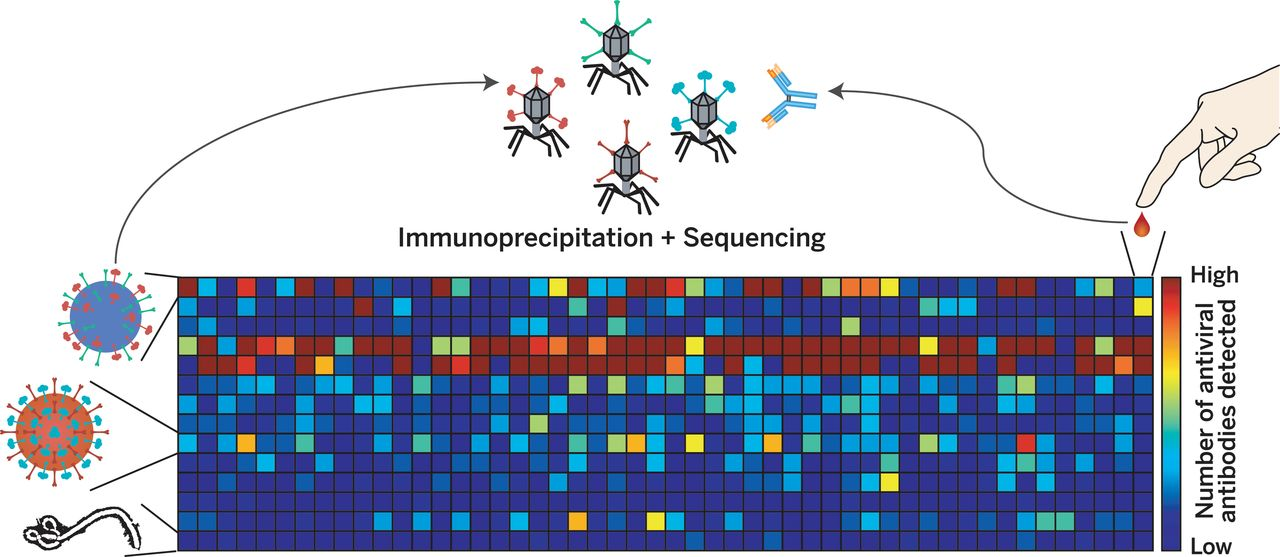 Immunoprecipitation + Sequencing
High
Number of antiviral
antibodies detected
Low